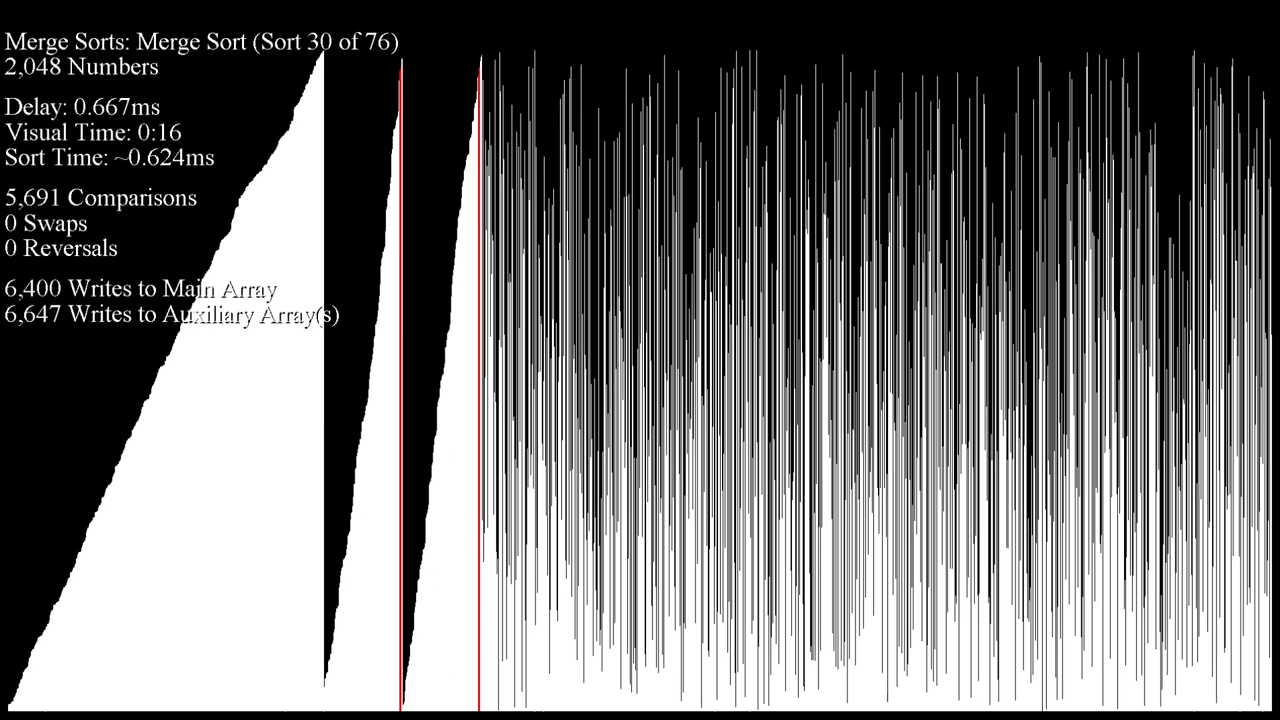 Merge Sorts: Merge Sort (Sort 30 of 76)
2,048 Numbers
Delay: 0.667ms
Visual Time: 0:16
Sort Time: ~0.624ms
5,691 Comparisons
0 Swaps
0 Reversals
6,400 Writes to Main Array
6,647 Writes to Auxiliary Array(s)